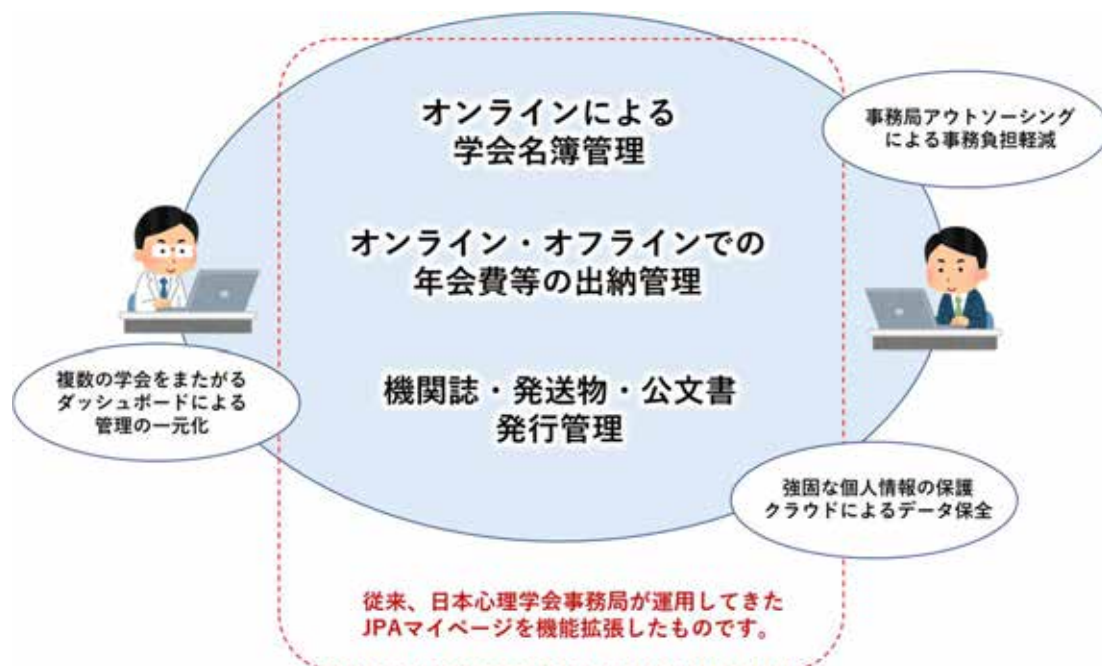 オンラインによる
学会名簿管理
事務局アウトソーシング
による事務負担軽減
オンライン・オフラインでの
年会費等の出納管理
複数の学会をまたがる
ダッシュボードによる
管理の一元化
機関誌・発送物・公文書
発行管理
強固な個人情報の保護
クラウドによるデータ保全
従来、日本心理学会事務局が運用してきた
JPAマイページを機能拡張したものです。